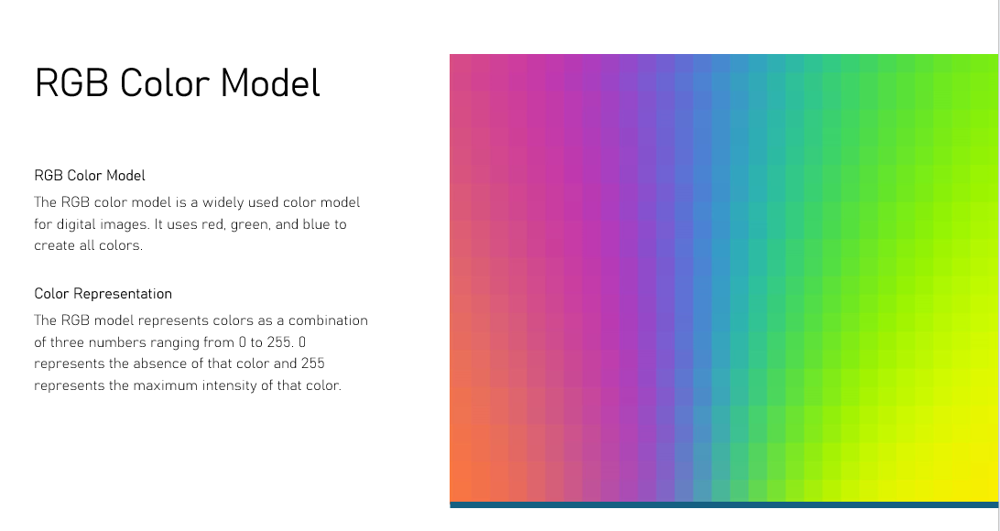 RGB Color Model
RGB Color Model
The RGB color model is a widely used color model
for digital images. It uses red, green, and blue to
create all colors.
Color Representation
The RGB model represents colors as a combination
of three numbers ranging from 0 to 255. 0
represents the absence of that color and 255
represents the maximum intensity of that color.